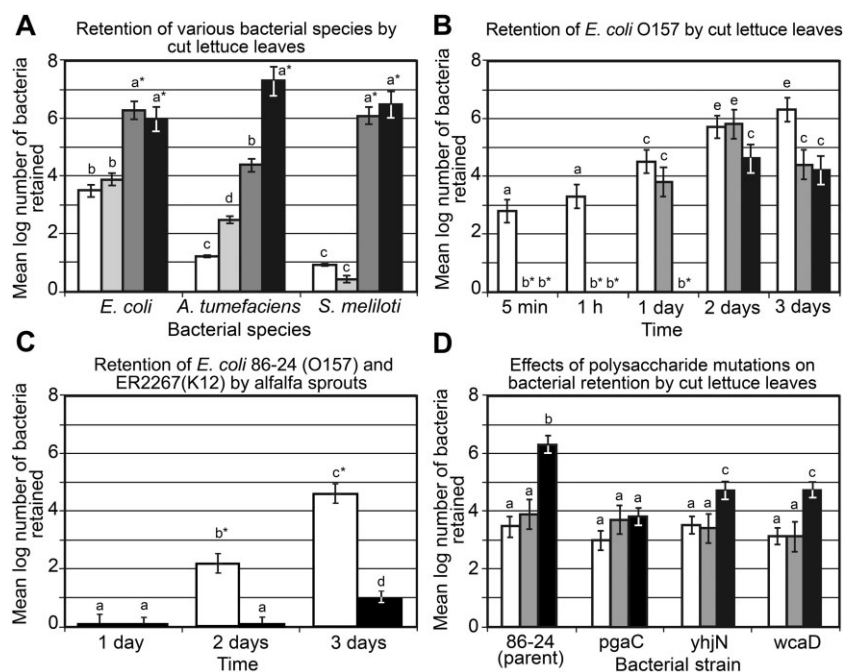 A
Retention of various bacterial species by
cut lettuce leaves
Mean log number of bacteria
retained
8
6
4
2
0
b
b
a*
a*
c
d
b
a*
c
c
a*
a*
E. coli
A. tumefaciens
S. meliloti
Bacterial species
B
Retention of E. coli O157 by cut lettuce leaves
Mean log number of bacteria
retained
8
6
4
2
0
a
b* b*
a
b* b*
c
c
b*
e
e
c
e
c
c
5 min
1 h
1 day
2 days
3 days
Time
C
Retention of E. coli 86-24 (O157) and
ER2267(K12) by alfalfa sprouts
Mean log number of bacteria
retained
8
6
4
2
0
a
a
b*
a
c*
d
1 day
2 days
3 days
Time
D
Effects of polysaccharide mutations on
bacterial retention by cut lettuce leaves
Mean log number of bacteria
retained
8
6
4
2
0
a
a
b
a
a
a
a
a
c
a
a
c
86-24
(parent)
pgaC
yhjN
wcaD
Bacterial strain